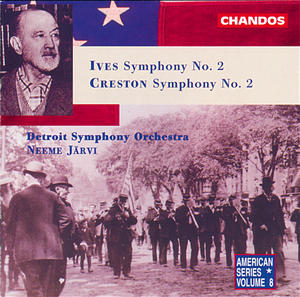 CHANDOS
IVES Symphony No. 2
CRESTON Symphony No. 2
Detroit Symphony Orchestra
NEEME JÄRVI
AMERICAN
SERIES
VOLUME 8